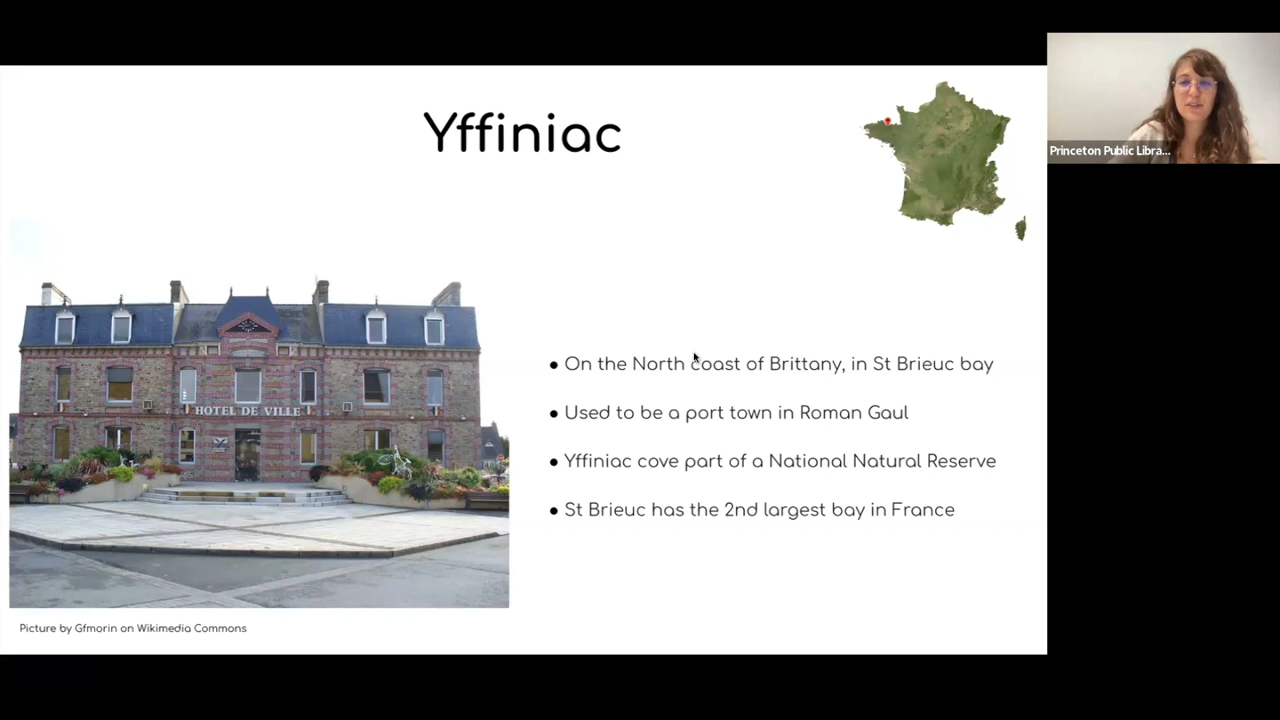 Yffiniac
Princeton Public Libra...
HOTEL DE VILLE
● On the North coast of Brittany, in St Brieuc bay
● Used to be a port town in Roman Gaul
● Yffiniac cove part of a National Natural Reserve
● St Brieuc has the 2nd largest bay in France
Picture by Gfmorin on Wikimedia Commons